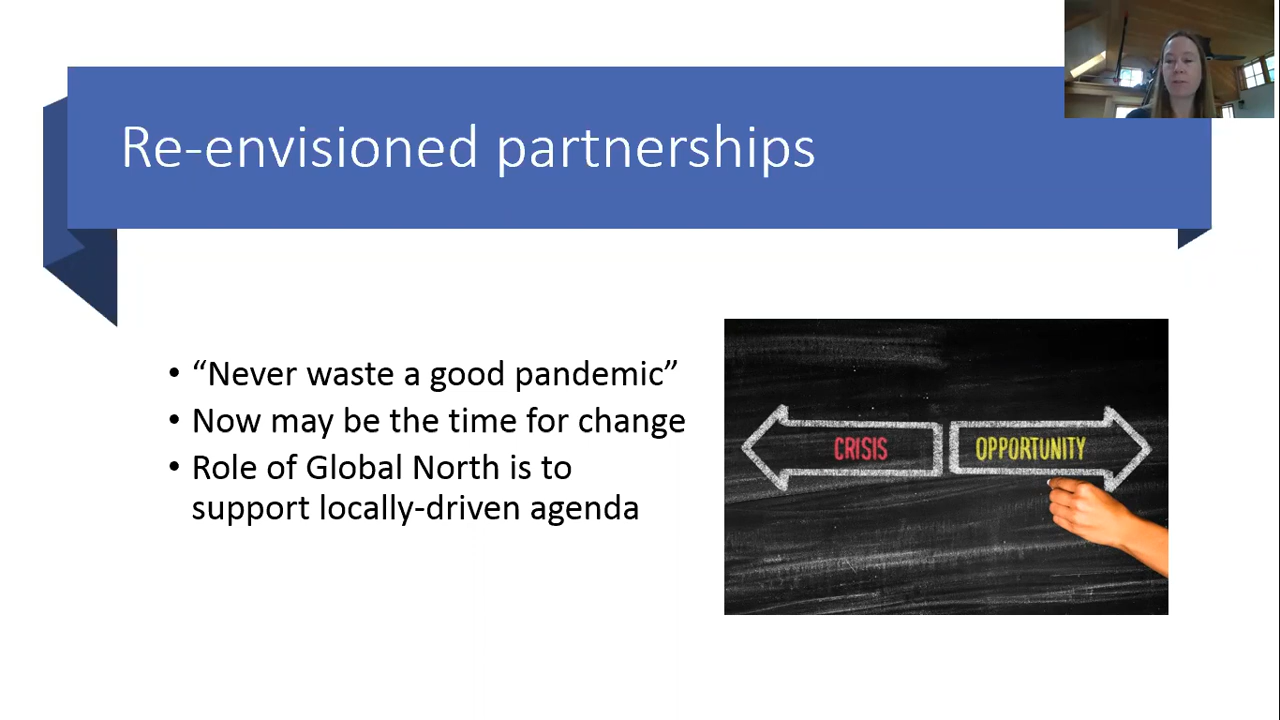 Re-envisioned partnerships
• “Never waste a good pandemic”
• Now may be the time for change
• Role of Global North is to
support locally-driven agenda
CRISIS
OPPORTUNITY